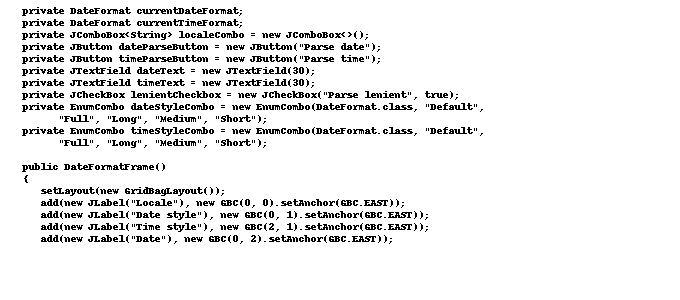 private DateFormat currentDateFormat;
private DateFormat currentTimeFormat;
private JComboBox<String> localeCombo = new JComboBox<>();
private JButton dateParseButton = new JButton("Parse date");
private JButton timeParseButton = new JButton("Parse time");
private JTextField dateText = new JTextField(30);
private JTextField timeText = new JTextField(30);
private JCheckBox lenientCheckbox = new JCheckBox("Parse lenient", true);
private EnumCombo dateStyleCombo = new EnumCombo(DateFormat.class, "Default",
"Full", "Long", "Medium", "Short");
private EnumCombo timeStyleCombo = new EnumCombo(DateFormat.class, "Default",
"Full", "Long", "Medium", "Short");
public DateFormatFrame()
{
setLayout(new GridBagLayout());
add(new JLabel("Locale"), new GBC(0, 0).setAnchor(GBC.EAST));
add(new JLabel("Date style"), new GBC(0, 1).setAnchor(GBC.EAST));
add(new JLabel("Time style"), new GBC(2, 1).setAnchor(GBC.EAST));
add(new JLabel("Date"), new GBC(0, 2).setAnchor(GBC.EAST));